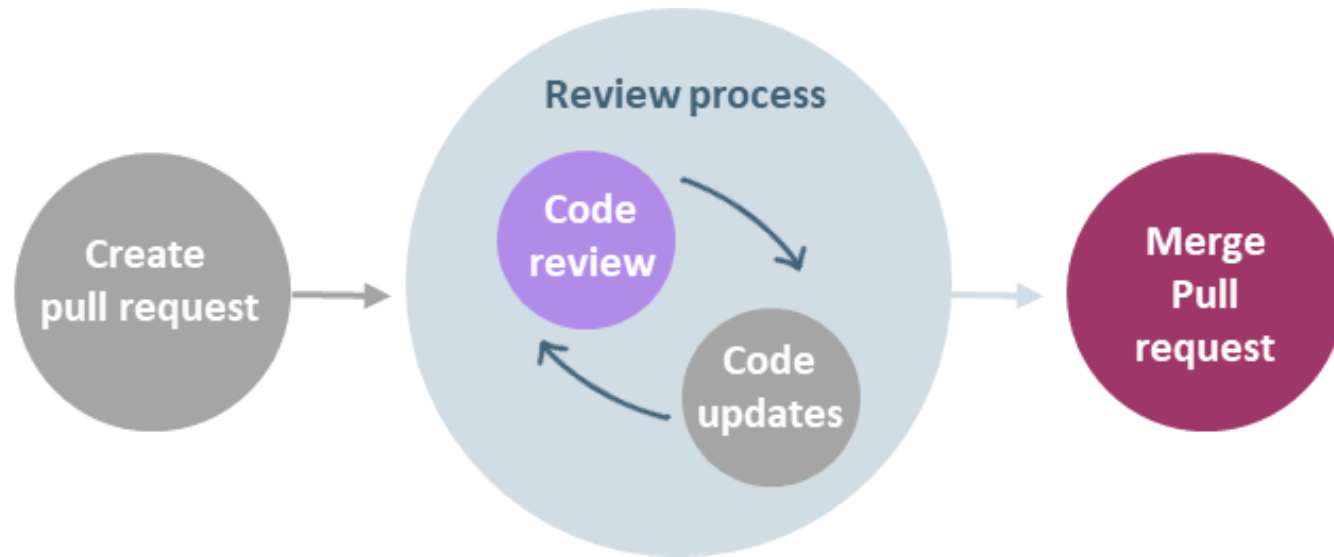 Create
pull request
Review process
Code
review
Code
updates
Merge
Pull
request